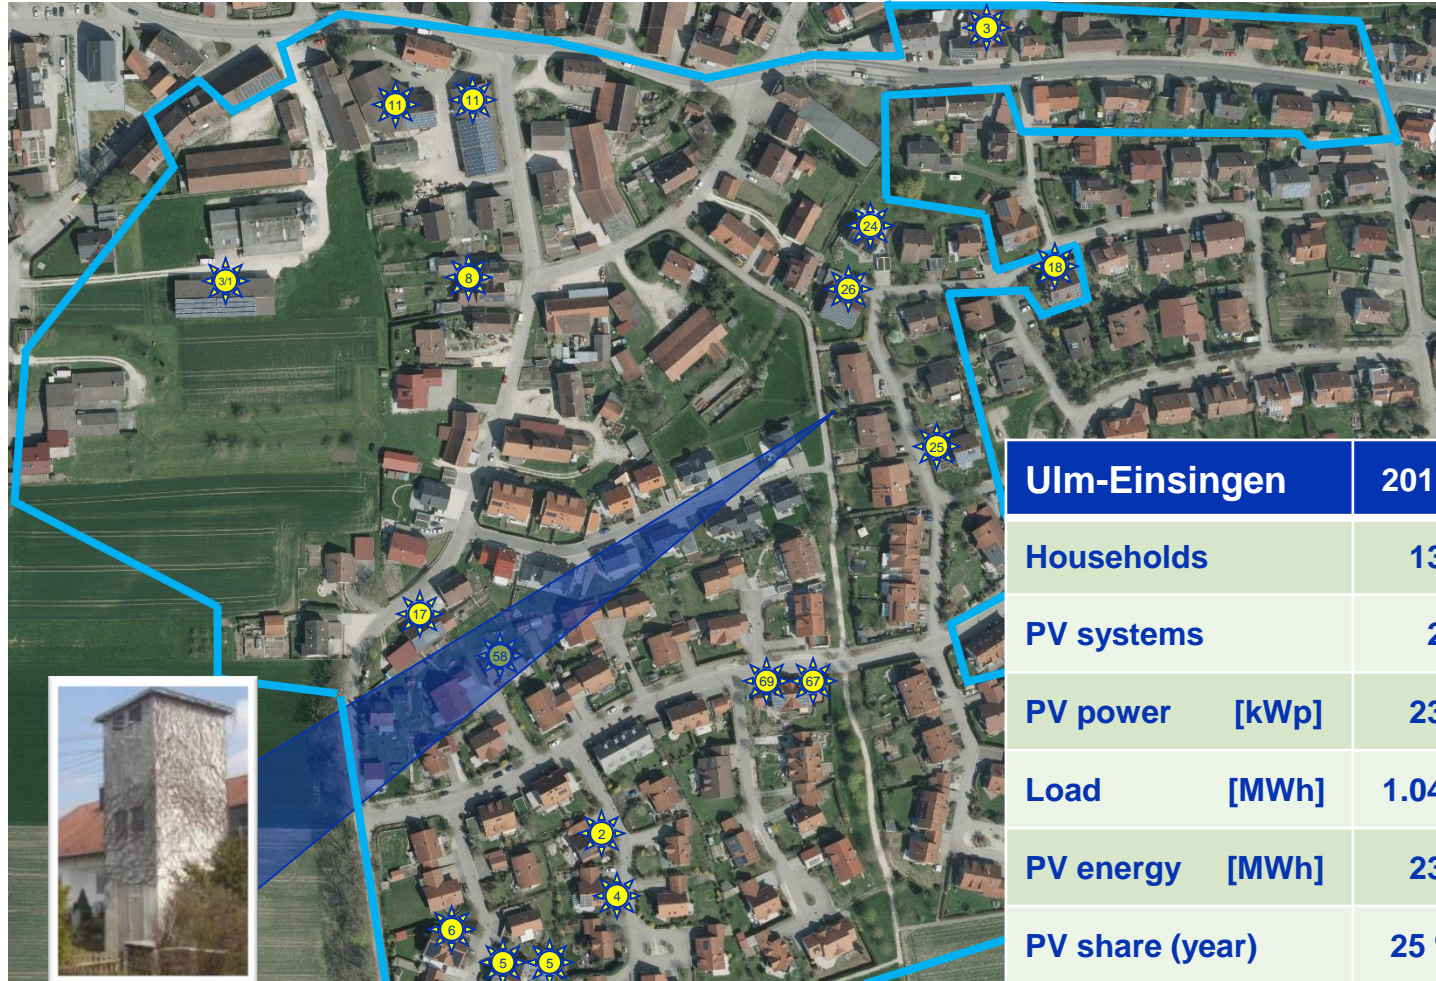 3
11
11
24
18
8
3/1
26
25
17
58
69
67
2
4
6
5
5
Ulm-Einsingen 201
Households 13
PV systems 2
PV power [kWp] 23
Load [MWh] 1.04
PV energy [MWh] 23
PV share (year) 25